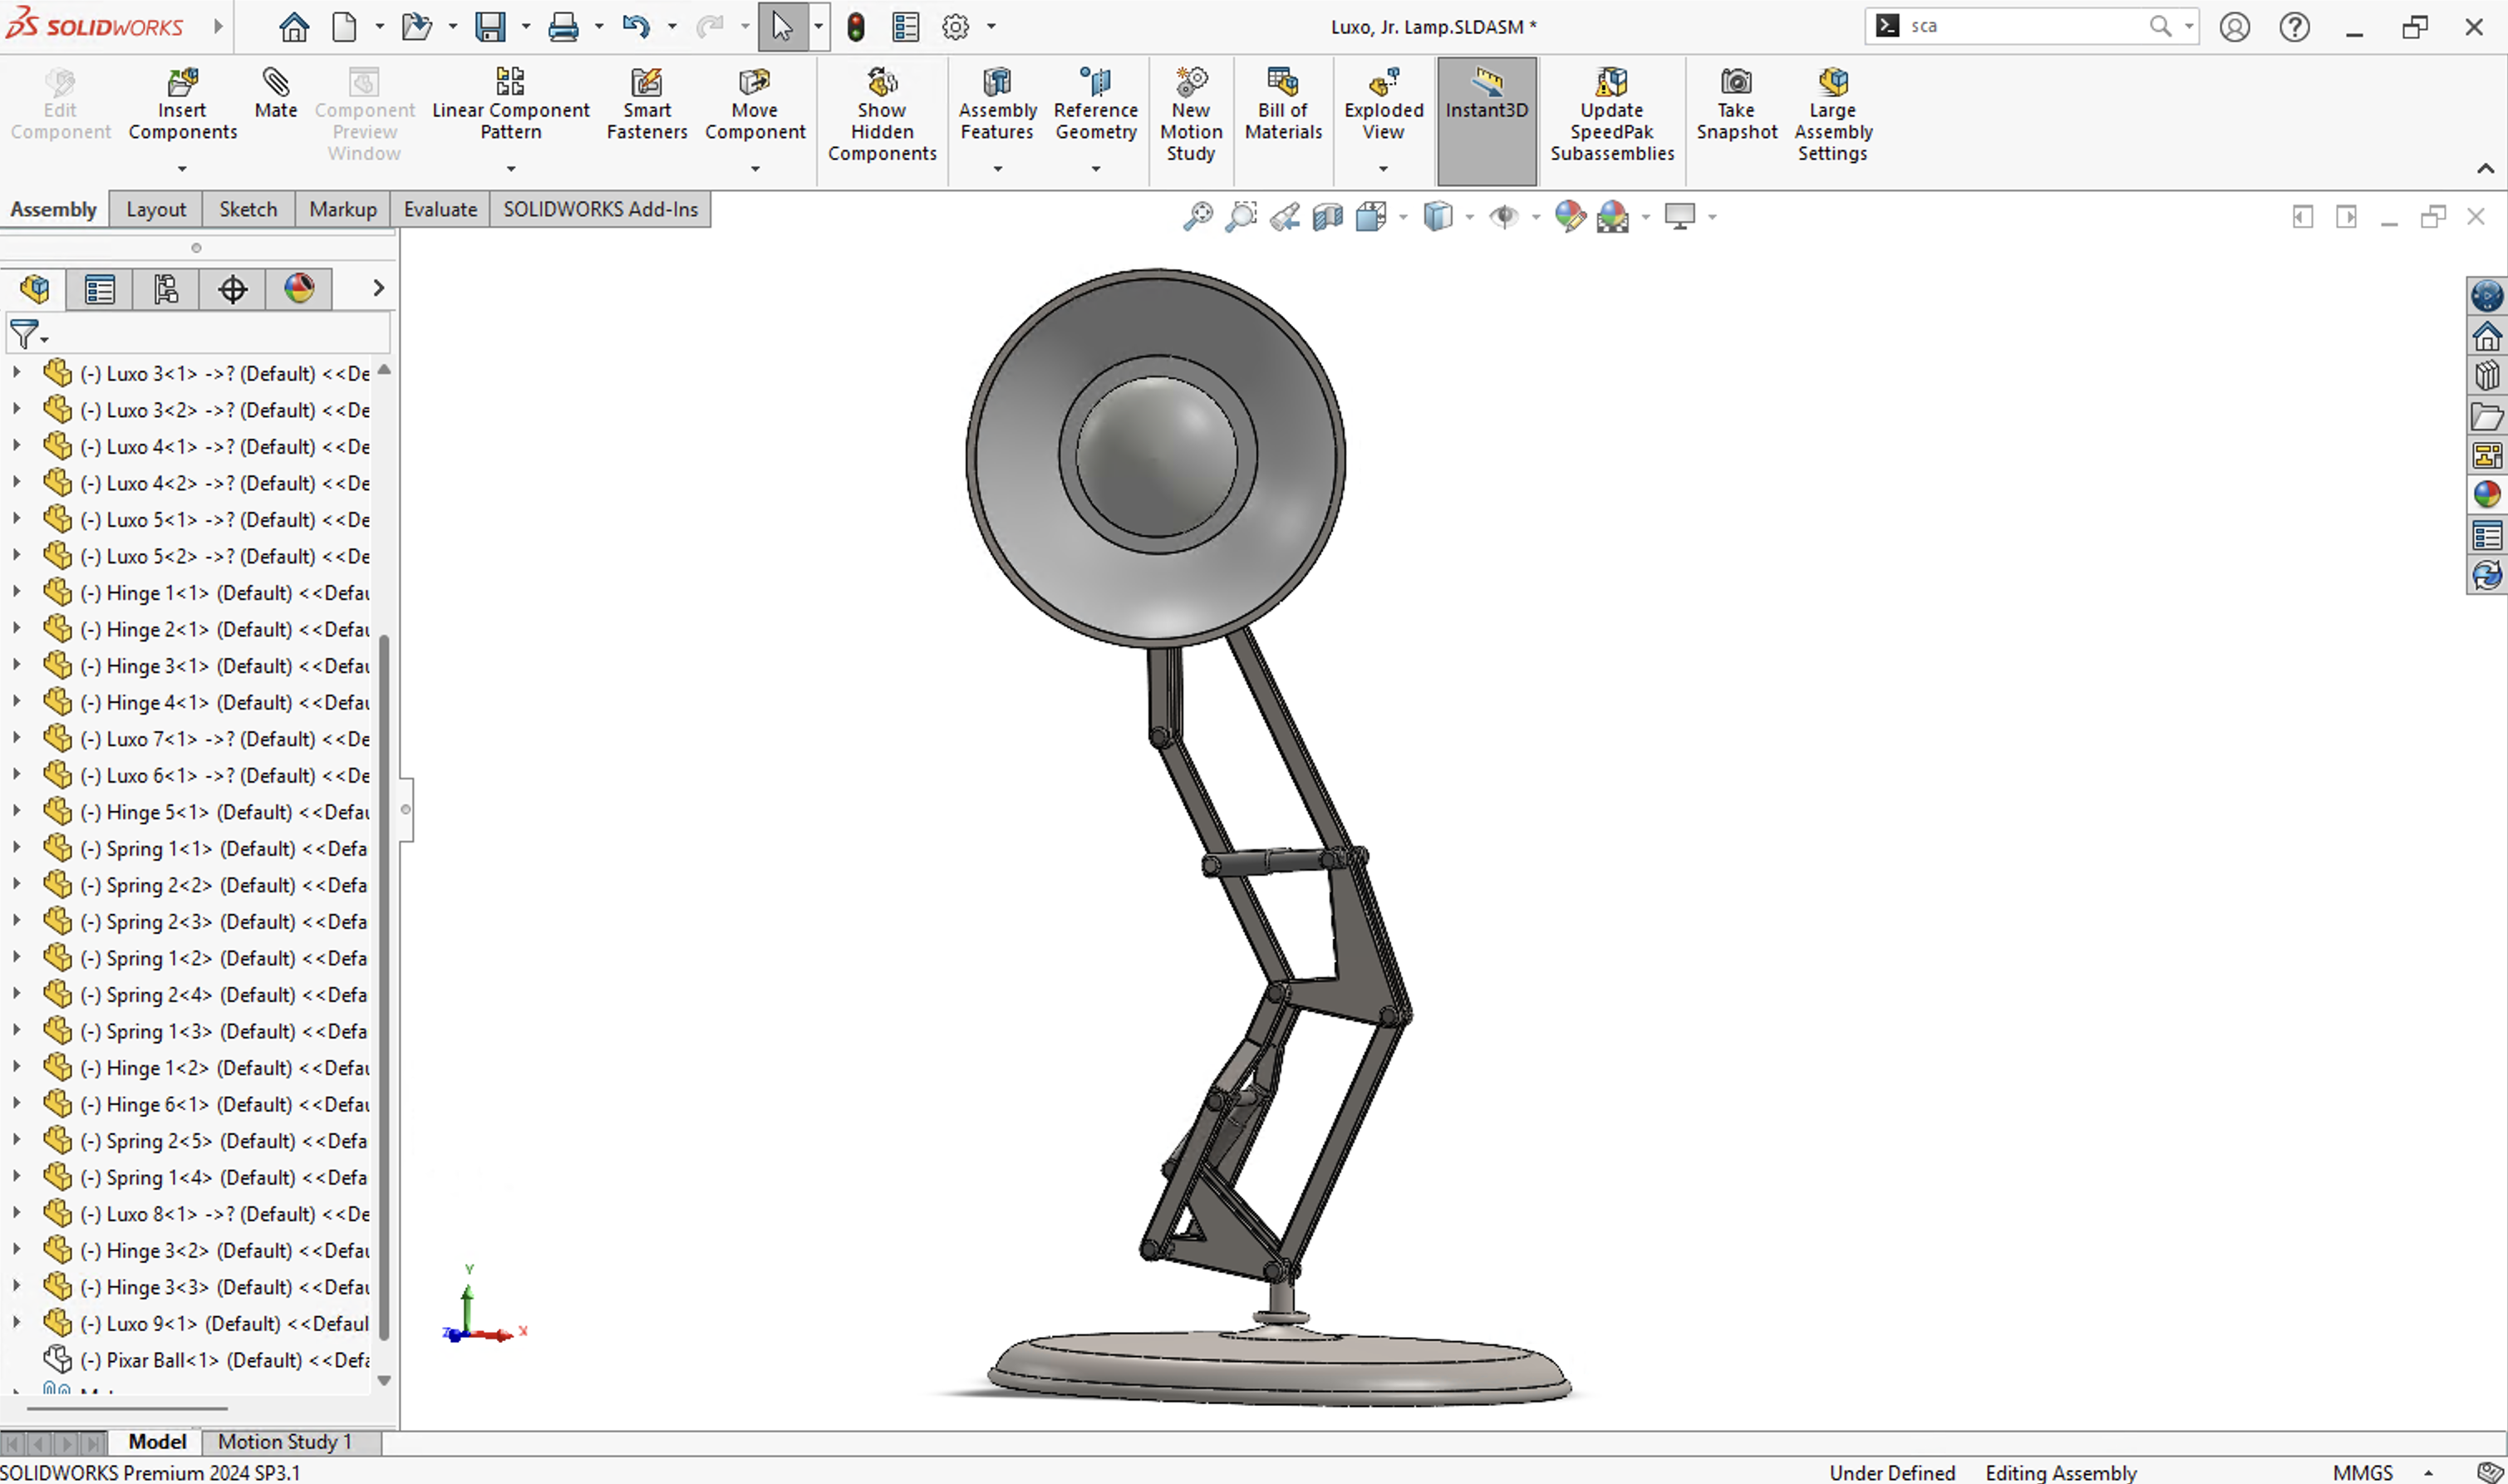 SOLIDWORKS
Luxo, Jr. Lamp.SLDASM *
sca
Edit Component
Insert Components
Mate
Component Preview Window
Linear Component Pattern
Smart Fasteners
Move Component
Show Hidden Components
Assembly Features
Reference Geometry
New Motion Study
Bill of Materials
Exploded View
Instant3D
Update SpeedPak Subassemblies
Take Snapshot
Large Assembly Settings
Assembly
Layout
Sketch
Markup
Evaluate
SOLIDWORKS Add-Ins
(-) Luxo 3<1> ->? (Default) <<De
(-) Luxo 3<2> ->? (Default) <<De
(-) Luxo 4<1> ->? (Default) <<De
(-) Luxo 4<2> ->? (Default) <<De
(-) Luxo 5<1> ->? (Default) <<De
(-) Luxo 5<2> ->? (Default) <<De
(-) Hinge 1<1> (Default) <<Defau
(-) Hinge 2<1> (Default) <<Defau
(-) Hinge 3<1> (Default) <<Defau
(-) Hinge 4<1> (Default) <<Defau
(-) Luxo 7<1> ->? (Default) <<De
(-) Luxo 6<1> ->? (Default) <<De
(-) Hinge 5<1> (Default) <<Defau
(-) Spring 1<1> (Default) <<Defa
(-) Spring 2<2> (Default) <<Defa
(-) Spring 2<3> (Default) <<Defa
(-) Spring 1<2> (Default) <<Defa
(-) Spring 2<4> (Default) <<Defa
(-) Spring 1<3> (Default) <<Defa
(-) Hinge 1<2> (Default) <<Defau
(-) Hinge 6<1> (Default) <<Defau
(-) Spring 2<5> (Default) <<Defa
(-) Spring 1<4> (Default) <<Defa
(-) Luxo 8<1> ->? (Default) <<De
(-) Hinge 3<2> (Default) <<Defau
(-) Hinge 3<3> (Default) <<Defau
(-) Luxo 9<1> (Default) <<Defaul
(-) Pixar Ball<1> (Default) <<Defa
Y
Z
X
Model
Motion Study 1
SOLIDWORKS Premium 2024 SP3.1
Under Defined
Editing Assembly
MMGS